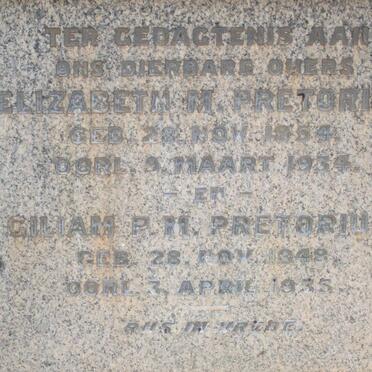 TER GEDAGTENIS AAN
ONS DIERBARE OUERS
ELIZABETH M. PRETORI
GEB. 28. NOV. 1854.
OORL. 9. MAART 1934.
— EN —
GILIAM P. M. PRETORIU
GEB. 28. NOV. 1848.
OORL. 3. APRIL 1935.
RUS IN VREDE.